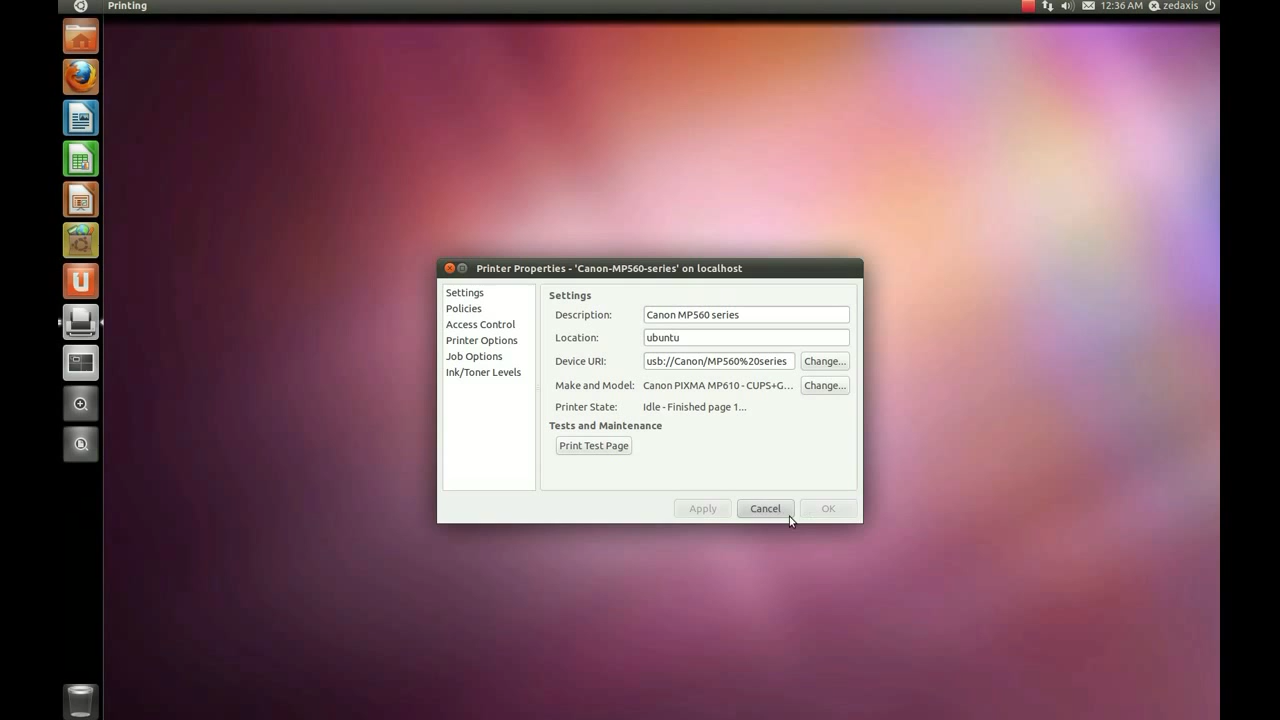 Printing
12:36 AM zedaxis
Printer Properties - 'Canon-MP560-series' on localhost
Settings
Policies
Access Control
Printer Options
Job Options
Ink/Toner Levels
Settings
Description: Canon MP560 series
Location: ubuntu
Device URI: usb://Canon/MP560%20series Change...
Make and Model: Canon PIXMA MP610 - CUPS+G... Change...
Printer State: Idle - Finished page 1...
Tests and Maintenance
Print Test Page
Apply Cancel OK